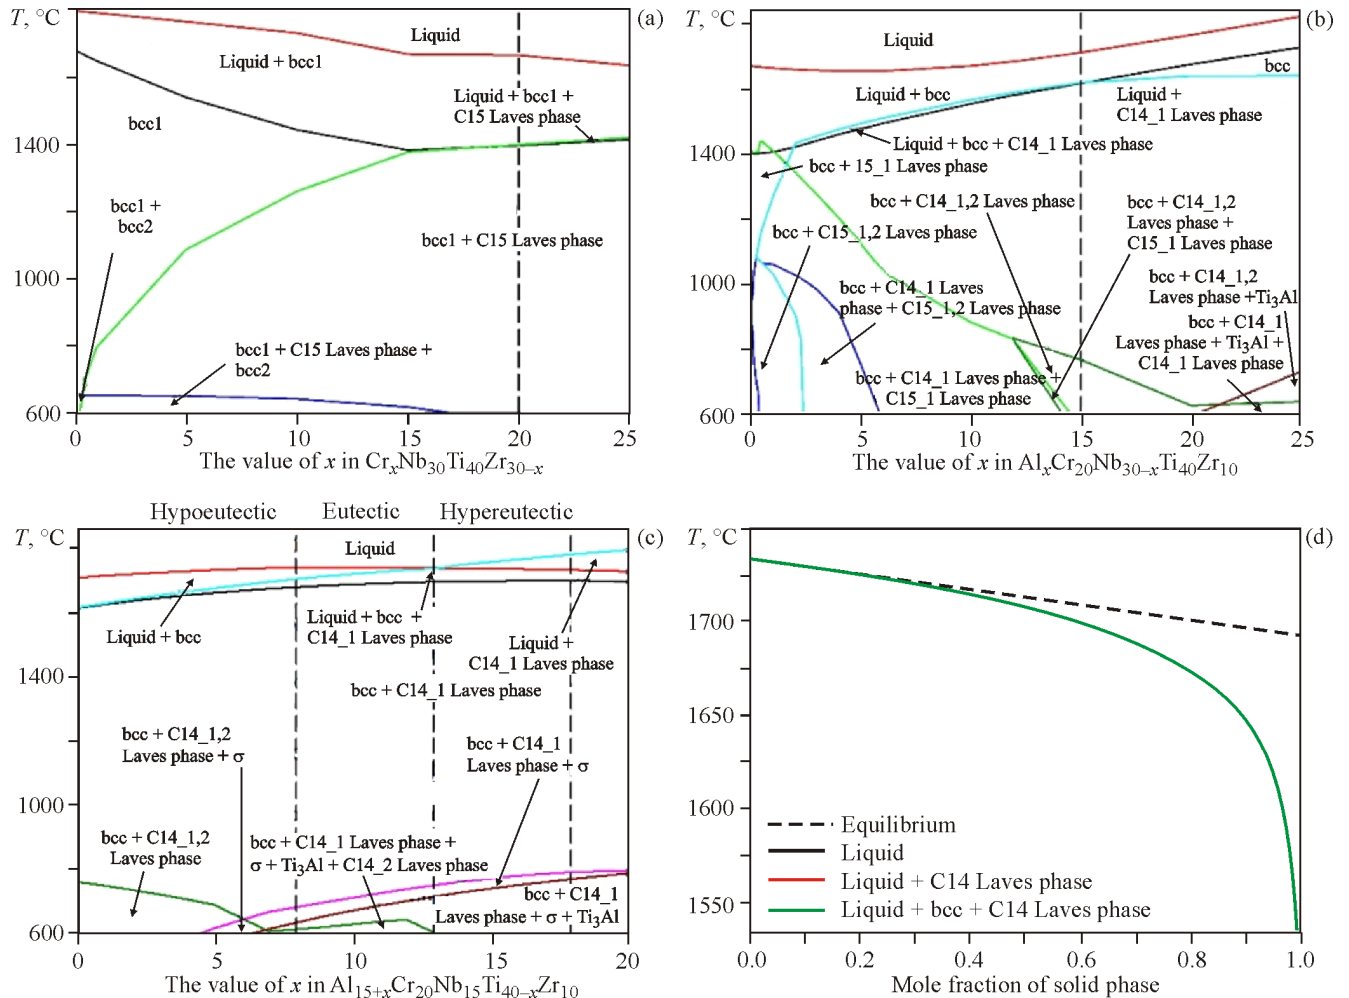 T, °C
(a)
Liquid
Liquid + bcc1
Liquid + bcc1 +
C15 Laves phase
bcc1
1400
bcc1 +
bcc2
bcc1 + C15 Laves phase
1000
bcc1 + C15 Laves phase +
bcc2
600
0 5 10 15 20 25
The value of x in CrxNb30Ti40Zr30–x
T, °C
(b)
Liquid
bcc
Liquid + bcc
Liquid +
C14_1 Laves phase
Liquid + bcc + C14_1 Laves phase
1400
bcc + 15_1 Laves phase
bcc + C14_1,2 Laves phase
bcc + C14_1,2
Laves phase +
C15_1 Laves phase
bcc + C15_1,2 Laves phase
1000
bcc + C14_1 Laves
phase + C15_1,2 Laves phase
bcc + C14_1,2
Laves phase +Ti3Al
bcc + C14_1
Laves phase + Ti3Al +
C14_1 Laves phase
bcc + C14_1 Laves phase +
C15_1 Laves phase
600
0 5 10 15 20 25
The value of x in AlxCr20Nb30–xTi40Zr10
Hypoeutectic Eutectic Hypereutectic
T, °C
(c)
Liquid
Liquid + bcc
Liquid + bcc +
C14_1 Laves phase
Liquid +
C14_1 Laves phase
1400
bcc + C14_1 Laves phase
bcc + C14_1,2
Laves phase + σ
bcc + C14_1
Laves phase + σ
1000
bcc + C14_1,2
Laves phase
bcc + C14_1 Laves phase +
σ + Ti3Al + C14_2 Laves phase
bcc + C14_1
Laves phase + σ + Ti3Al
600
0 5 10 15 20
The value of x in Al15+xCr20Nb15Ti40–xZr10
T, °C
(d)
1700
1650
1600
1550
Equilibrium
Liquid
Liquid + C14 Laves phase
Liquid + bcc + C14 Laves phase
0 0.2 0.4 0.6 0.8 1.0
Mole fraction of solid phase